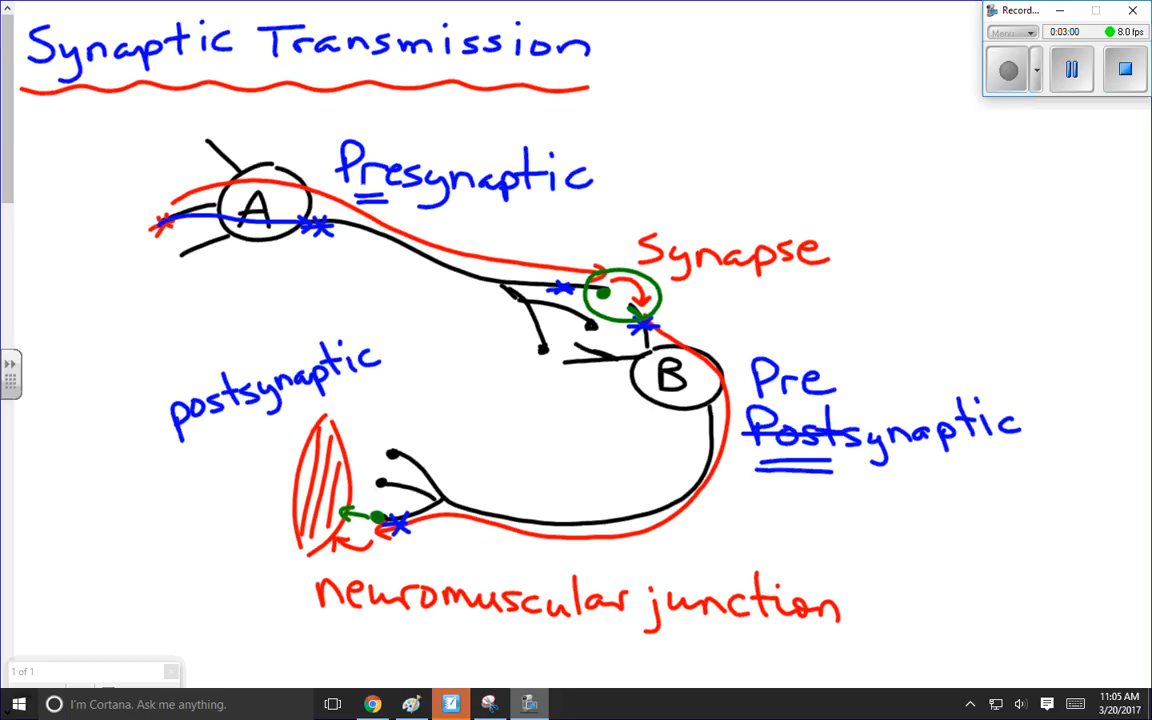 Synaptic Transmission
Record...
Menu
0:03:00
8.0 fps
Presynaptic
A
Synapse
B
Pre
Postsynaptic
postsynaptic
neuromuscular junction
1 of 1
I'm Cortana. Ask me anything.
11:05 AM
3/20/2017